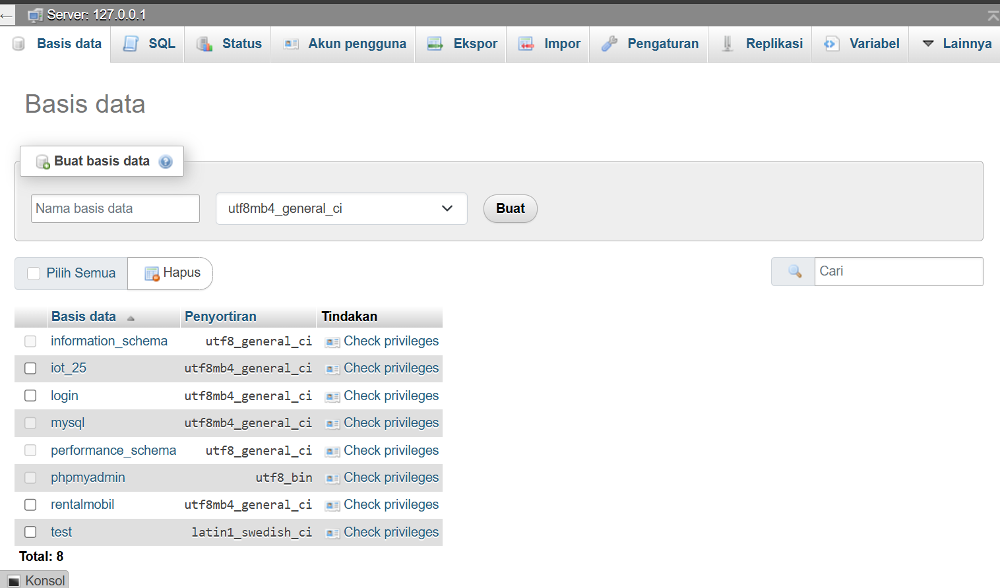 Server: 127.0.0.1
Basis data SQL Status Akun pengguna Ekspor Impor Pengaturan Replikasi Variabel Lainnya
Basis data
Buat basis data
Nama basis data utf8mb4_general_ci Buat
Pilih Semua Hapus Cari
Basis data Penyortiran Tindakan
information_schema utf8_general_ci Check privileges
iot_25 utf8mb4_general_ci Check privileges
login utf8mb4_general_ci Check privileges
mysql utf8mb4_general_ci Check privileges
performance_schema utf8_general_ci Check privileges
phpmyadmin utf8_bin Check privileges
rentalmobil utf8mb4_general_ci Check privileges
test latin1_swedish_ci Check privileges
Total: 8
Konsol